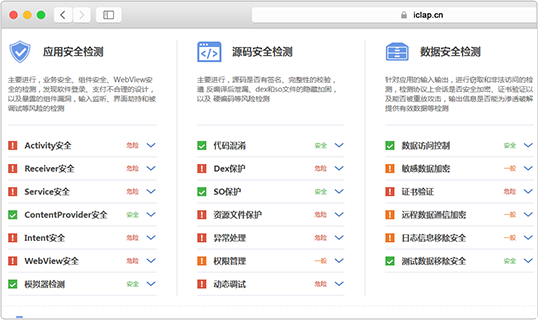 iclap.cn
应用安全检测
主要进行，业务安全、组件安全、WebView安
全的检测，发现软件登录、支付不合理的设计，
以及暴露的组件漏洞，输入监听、界面劫持和被
调试等风险的检测
Activity安全 危险
Receiver安全 危险
Service安全 危险
ContentProvider安全 安全
Intent安全 危险
WebView安全 危险
模拟器检测 安全
源码安全检测
主要进行，源码是否有签名、完整性的校验，
遭 反编译后泄漏、dex和so文件的隐藏加固，
以及 硬编码等风险检测
代码混淆 安全
Dex保护 危险
SO保护 安全
资源文件保护 危险
异常处理 危险
权限管理 一般
动态调试 危险
数据安全检测
针对应用的输入输出，进行窃取和非法访问的检
测，检测协议上会话是否安全加密、证书验证以
及能否被重放攻击，输出信息是否能为渗透破解
提供有效数据等检测
数据访问控制 安全
敏感数据加密 一般
证书验证 危险
远程数据通信加密 一般
日志信息移除安全 一般
测试数据移除安全 安全